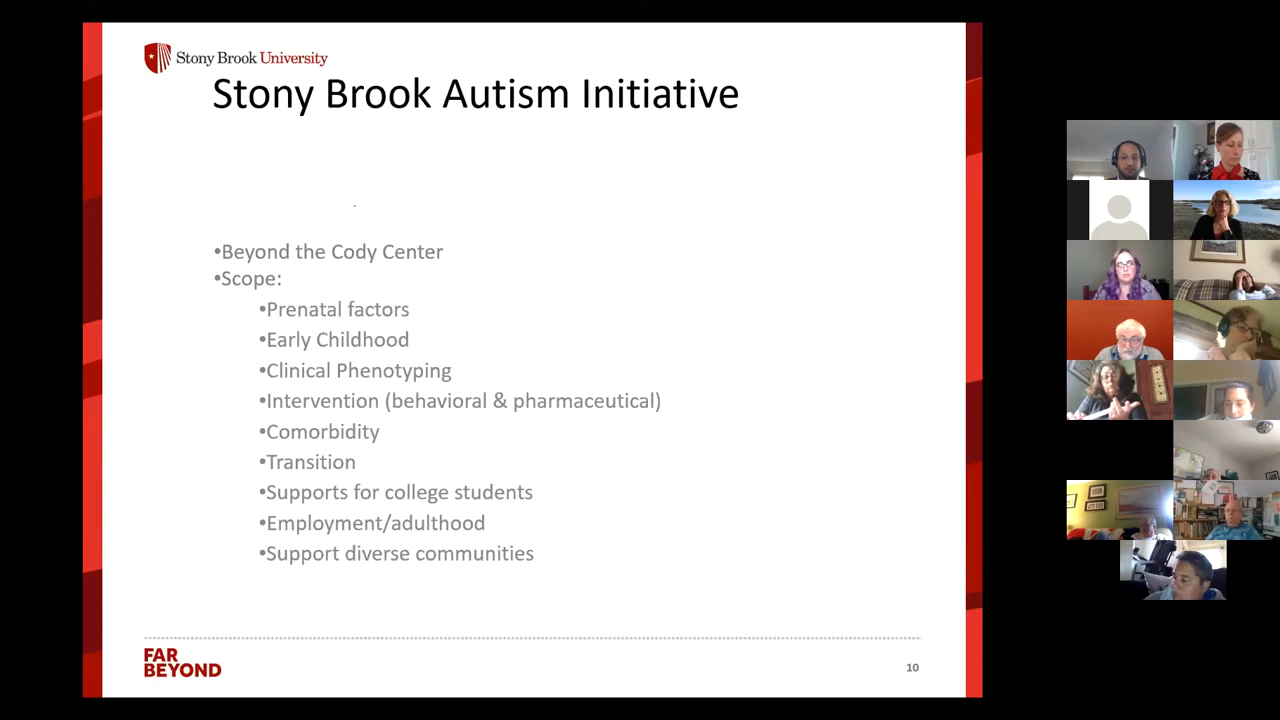 Stony Brook University
Stony Brook Autism Initiative
•Beyond the Cody Center
•Scope:
•Prenatal factors
•Early Childhood
•Clinical Phenotyping
•Intervention (behavioral & pharmaceutical)
•Comorbidity
•Transition
•Supports for college students
•Employment/adulthood
•Support diverse communities
FAR
BEYOND
10